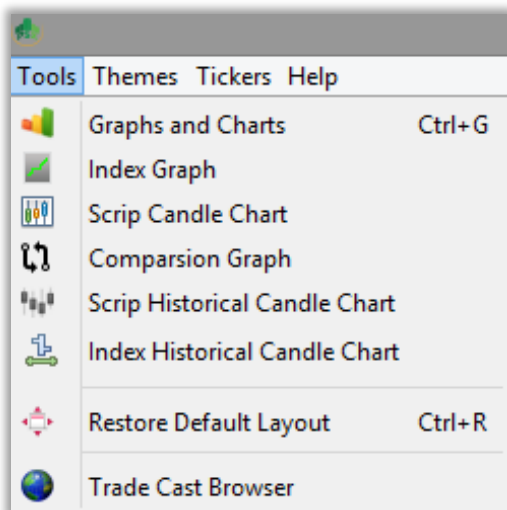 Tools Themes Tickers Help
Graphs and Charts Ctrl+G
Index Graph
Scrip Candle Chart
Comparsion Graph
Scrip Historical Candle Chart
Index Historical Candle Chart
Restore Default Layout Ctrl+R
Trade Cast Browser